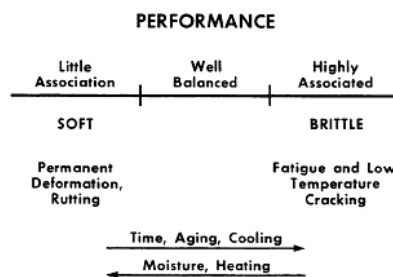 PERFORMANCE
Little Association
Well Balanced
Highly Associated
SOFT
BRITTLE
Permanent Deformation, Rutting
Fatigue and Low Temperature Cracking
Time, Aging, Cooling
Moisture, Heating